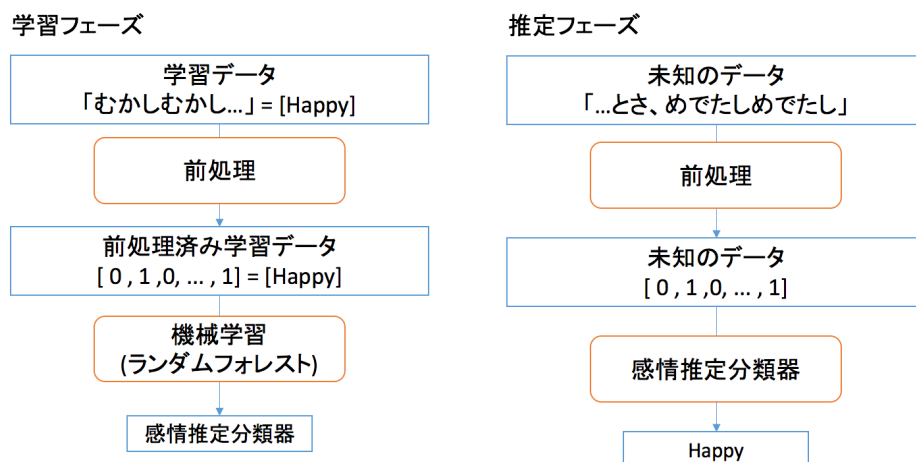 学習フェーズ
学習データ
「むかしむかし...」 = [Happy]
前処理
前処理済み学習データ
[ 0 , 1 ,0, ... , 1] = [Happy]
機械学習
(ランダムフォレスト)
感情推定分類器
推定フェーズ
未知のデータ
「...とさ、めでたしめでたし」
前処理
未知のデータ
[ 0 , 1 ,0, ... , 1]
感情推定分類器
Happy